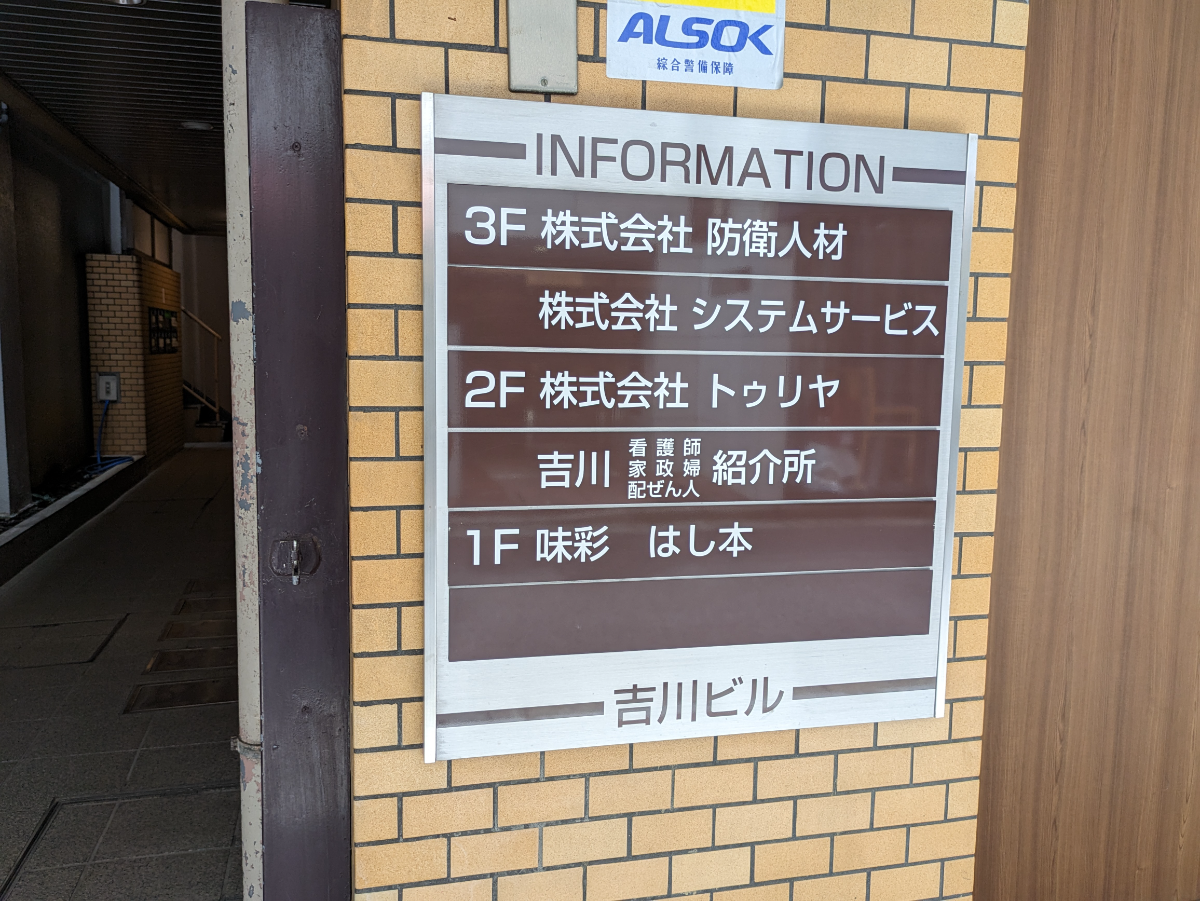 ALSOK
綜合警備保障
INFORMATION
3F 株式会社 防衛人材
株式会社 システムサービス
2F 株式会社 トゥリヤ
吉川 看護師 家政婦 配ぜん人 紹介所
1F 味彩 はし本
吉川ビル